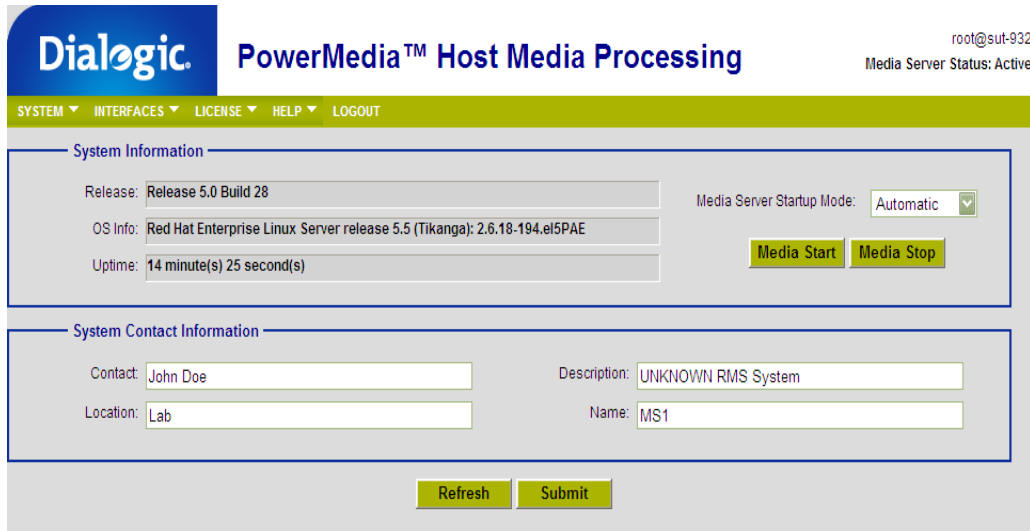 Dialogic.
PowerMedia™ Host Media Processing
root@sut-932
Media Server Status: Active
SYSTEM INTERFACES LICENSE HELP LOGOUT
System Information
Release: Release 5.0 Build 28
OS Info: Red Hat Enterprise Linux Server release 5.5 (Tikanga): 2.6.18-194.el5PAE
Uptime: 14 minute(s) 25 second(s)
Media Server Startup Mode: Automatic
Media Start Media Stop
System Contact Information
Contact: John Doe
Description: UNKNOWN RMS System
Location: Lab
Name: MS1
Refresh Submit